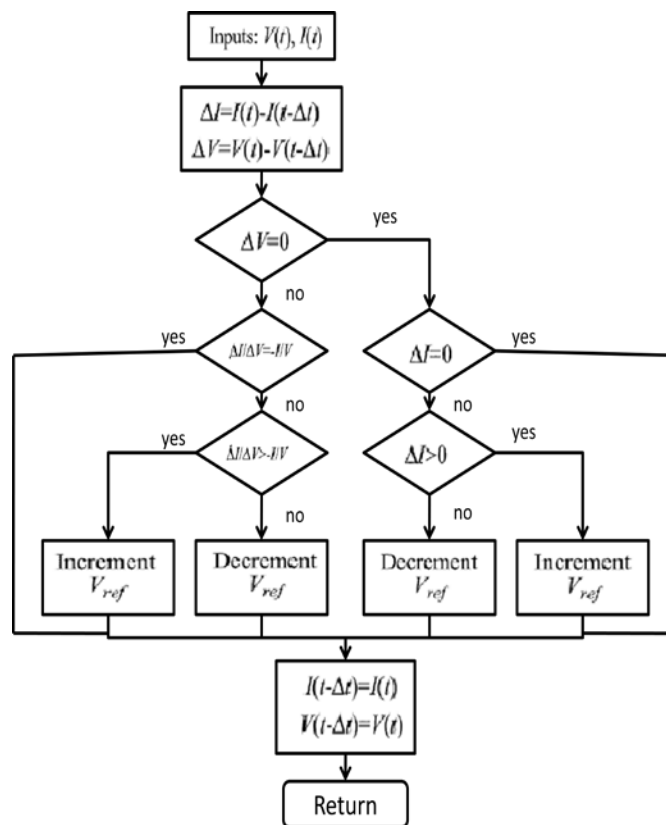 Inputs: V(t), I(t)
ΔI=I(t)-I(t-Δt)
ΔV=V(t)-V(t-Δt)
yes
ΔV=0
no
yes
ΔI/ΔV=-I/V
ΔI=0
yes
no
no
yes
ΔI/ΔV>-I/V
ΔI>0
yes
no
no
Increment
Vref
Decrement
Vref
Decrement
Vref
Increment
Vref
I(t-Δt)=I(t)
V(t-Δt)=V(t)
Return